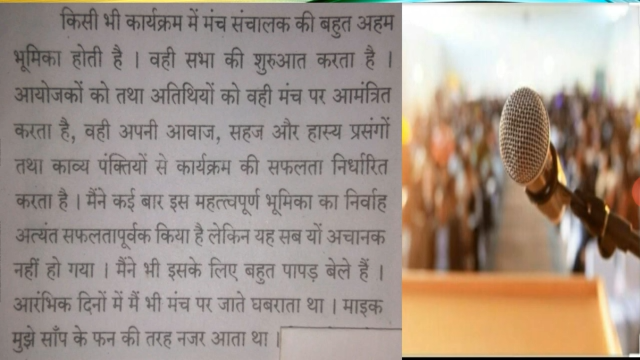 किसी भी कार्यक्रम में मंच संचालक की बहुत अहम
भूमिका होती है । वही सभा की शुरुआत करता है ।
आयोजकों को तथा अतिथियों को वही मंच पर आमंत्रित
करता है, वही अपनी आवाज, सहज और हास्य प्रसंगों
तथा काव्य पंक्तियों से कार्यक्रम की सफलता निर्धारित
करता है । मैंने कई बार इस महत्त्वपूर्ण भूमिका का निर्वाह
अत्यंत सफलतापूर्वक किया है लेकिन यह सब यों अचानक
नहीं हो गया । मैंने भी इसके लिए बहुत पापड़ बेले हैं ।
आरंभिक दिनों में मैं भी मंच पर जाते घबराता था । माइक
मुझे साँप के फन की तरह नजर आता था ।